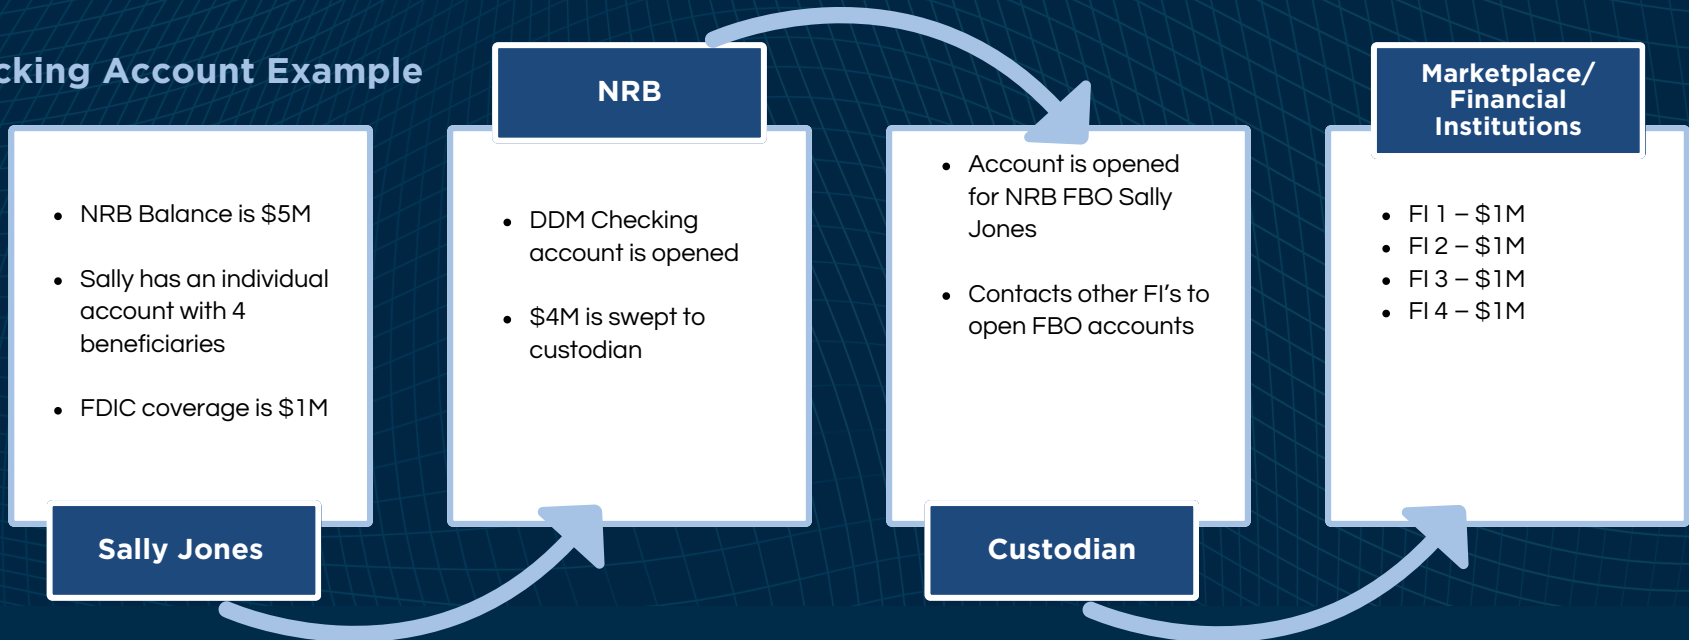 cking Account Example
• NRB Balance is $5M
• Sally has an individual
account with 4
beneficiaries
• FDIC coverage is $1M
Sally Jones
NRB
• DDM Checking
account is opened
• $4M is swept to
custodian
• Account is opened
for NRB FBO Sally
Jones
• Contacts other FI's to
open FBO accounts
Custodian
Marketplace/
Financial
Institutions
• FI 1 – $1M
• FI 2 – $1M
• FI 3 – $1M
• FI 4 – $1M